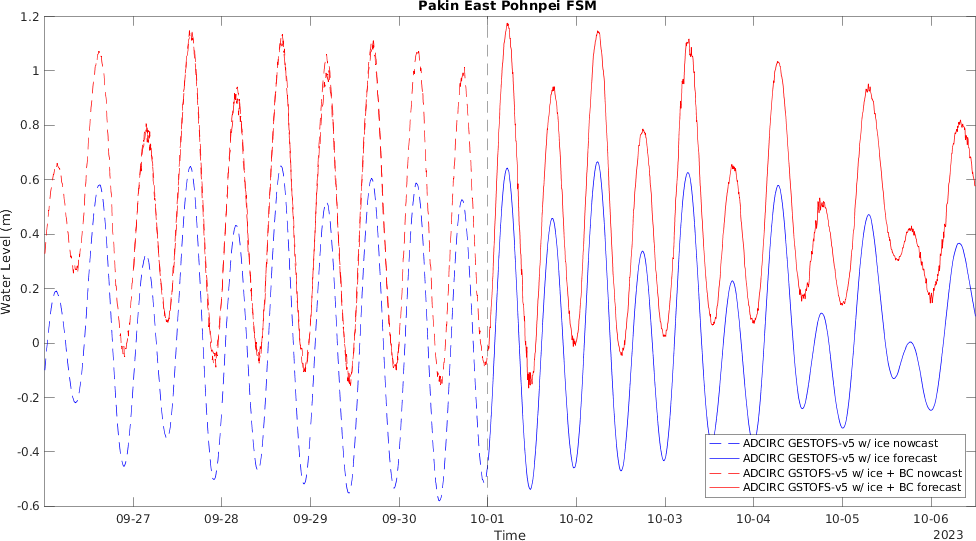 Pakin East Pohnpei FSM
Water Level (m)
1.2
1
0.8
0.6
0.4
0.2
0
-0.2
-0.4
-0.6
ADCIRC GESTOFS-v5 w/ ice nowcast
ADCIRC GESTOFS-v5 w/ ice forecast
ADCIRC GSTOFS-v5 w/ ice + BC nowcast
ADCIRC GSTOFS-v5 w/ ice + BC forecast
09-27 09-28 09-29 09-30 10-01 10-02 10-03 10-04 10-05 10-06
Time
2023